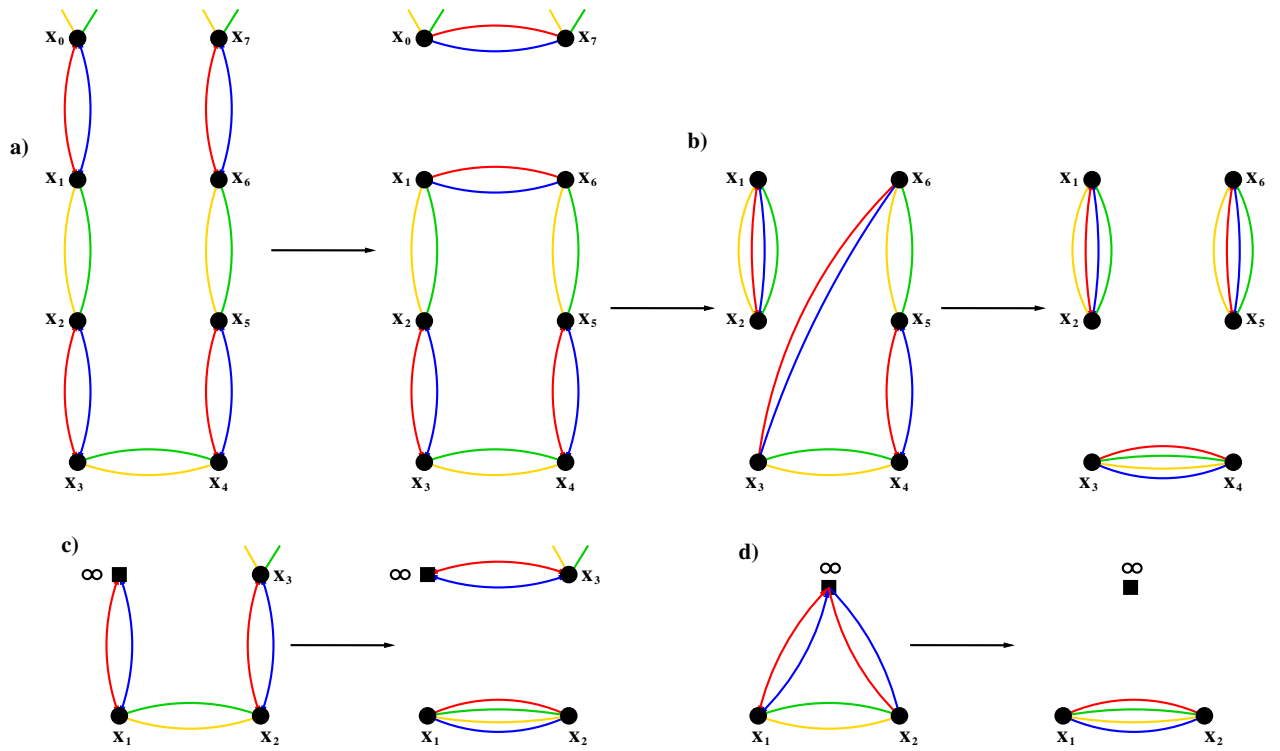 x₀ x₇ x₀ x₇
a) b)
x₁ x₆ x₁ x₆ x₁ x₆ x₁ x₆
x₂ x₅ x₂ x₅ x₂ x₅ x₂ x₅
x₃ x₄ x₃ x₄ x₃ x₄ x₃ x₄
c) d)
∞ x₃ ∞ x₃ ∞ ∞
x₁ x₂ x₁ x₂ x₁ x₂ x₁ x₂